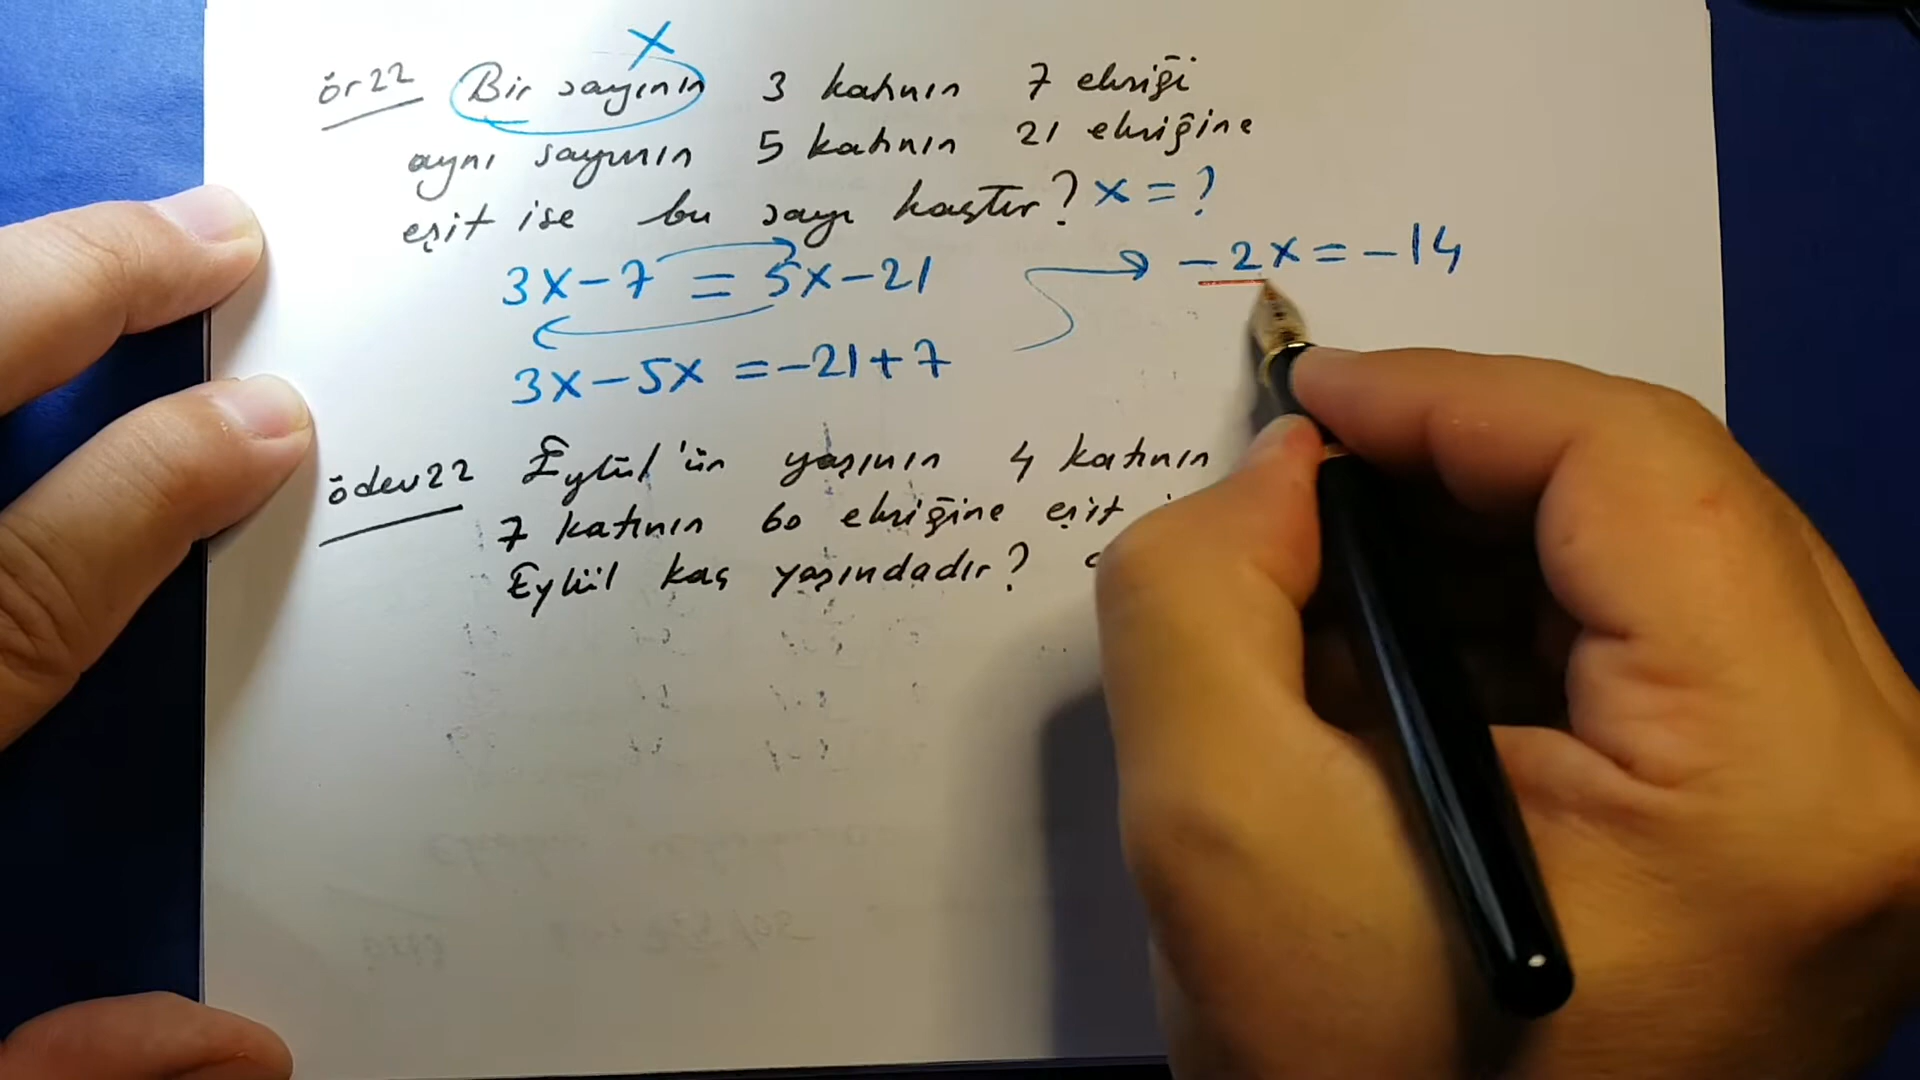 x
ör22 Bir sayının 3 katının 7 eksiği
aynı sayının 5 katının 21 eksiğine
eşit ise bu sayı kaçtır? x = ?
3x-7 = 5x-21
-2x = -14
3x-5x = -21+7
ödev22 Eylül'ün yaşının 4 katının
7 katının 60 eksiğine eşit
Eylül kaç yaşındadır?